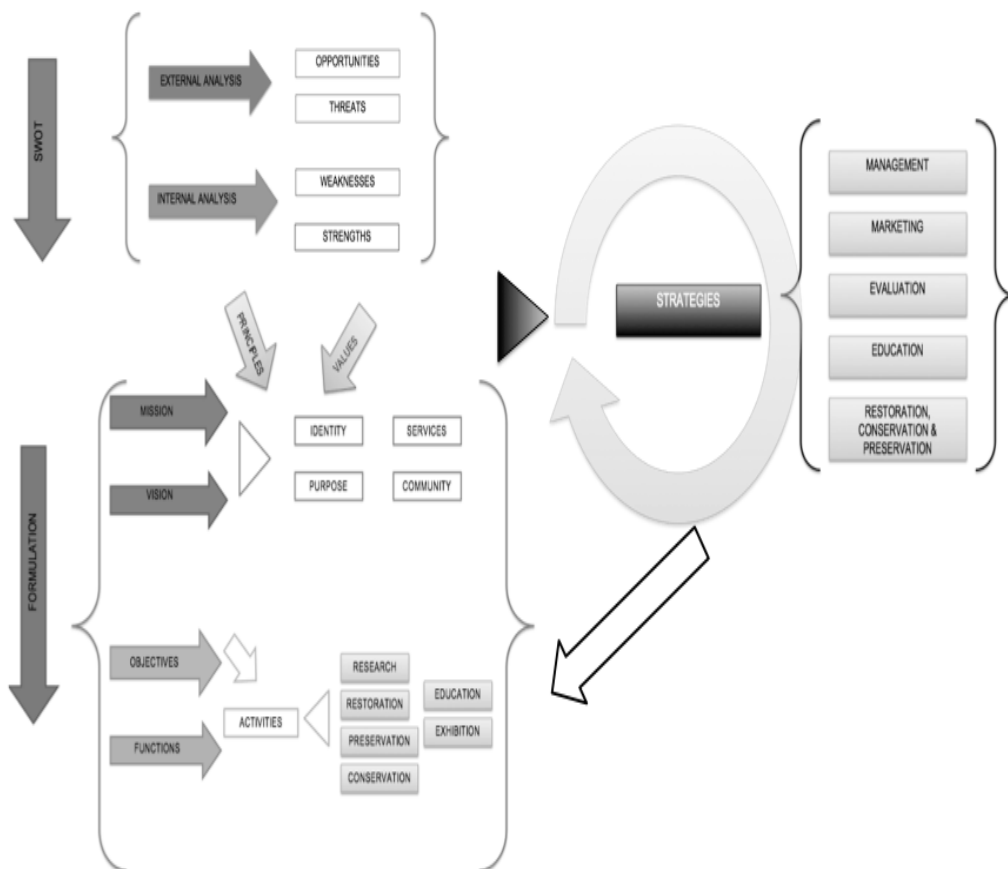 SWOT
EXTERNAL ANALYSIS
OPPORTUNITIES
THREATS
INTERNAL ANALYSIS
WEAKNESSES
STRENGTHS
PRINCIPLES
VALUES
FORMULATION
MISSION
VISION
IDENTITY
SERVICES
PURPOSE
COMMUNITY
OBJECTIVES
FUNCTIONS
ACTIVITIES
RESEARCH
RESTORATION
PRESERVATION
CONSERVATION
EDUCATION
EXHIBITION
STRATEGIES
MANAGEMENT
MARKETING
EVALUATION
EDUCATION
RESTORATION,
CONSERVATION &
PRESERVATION